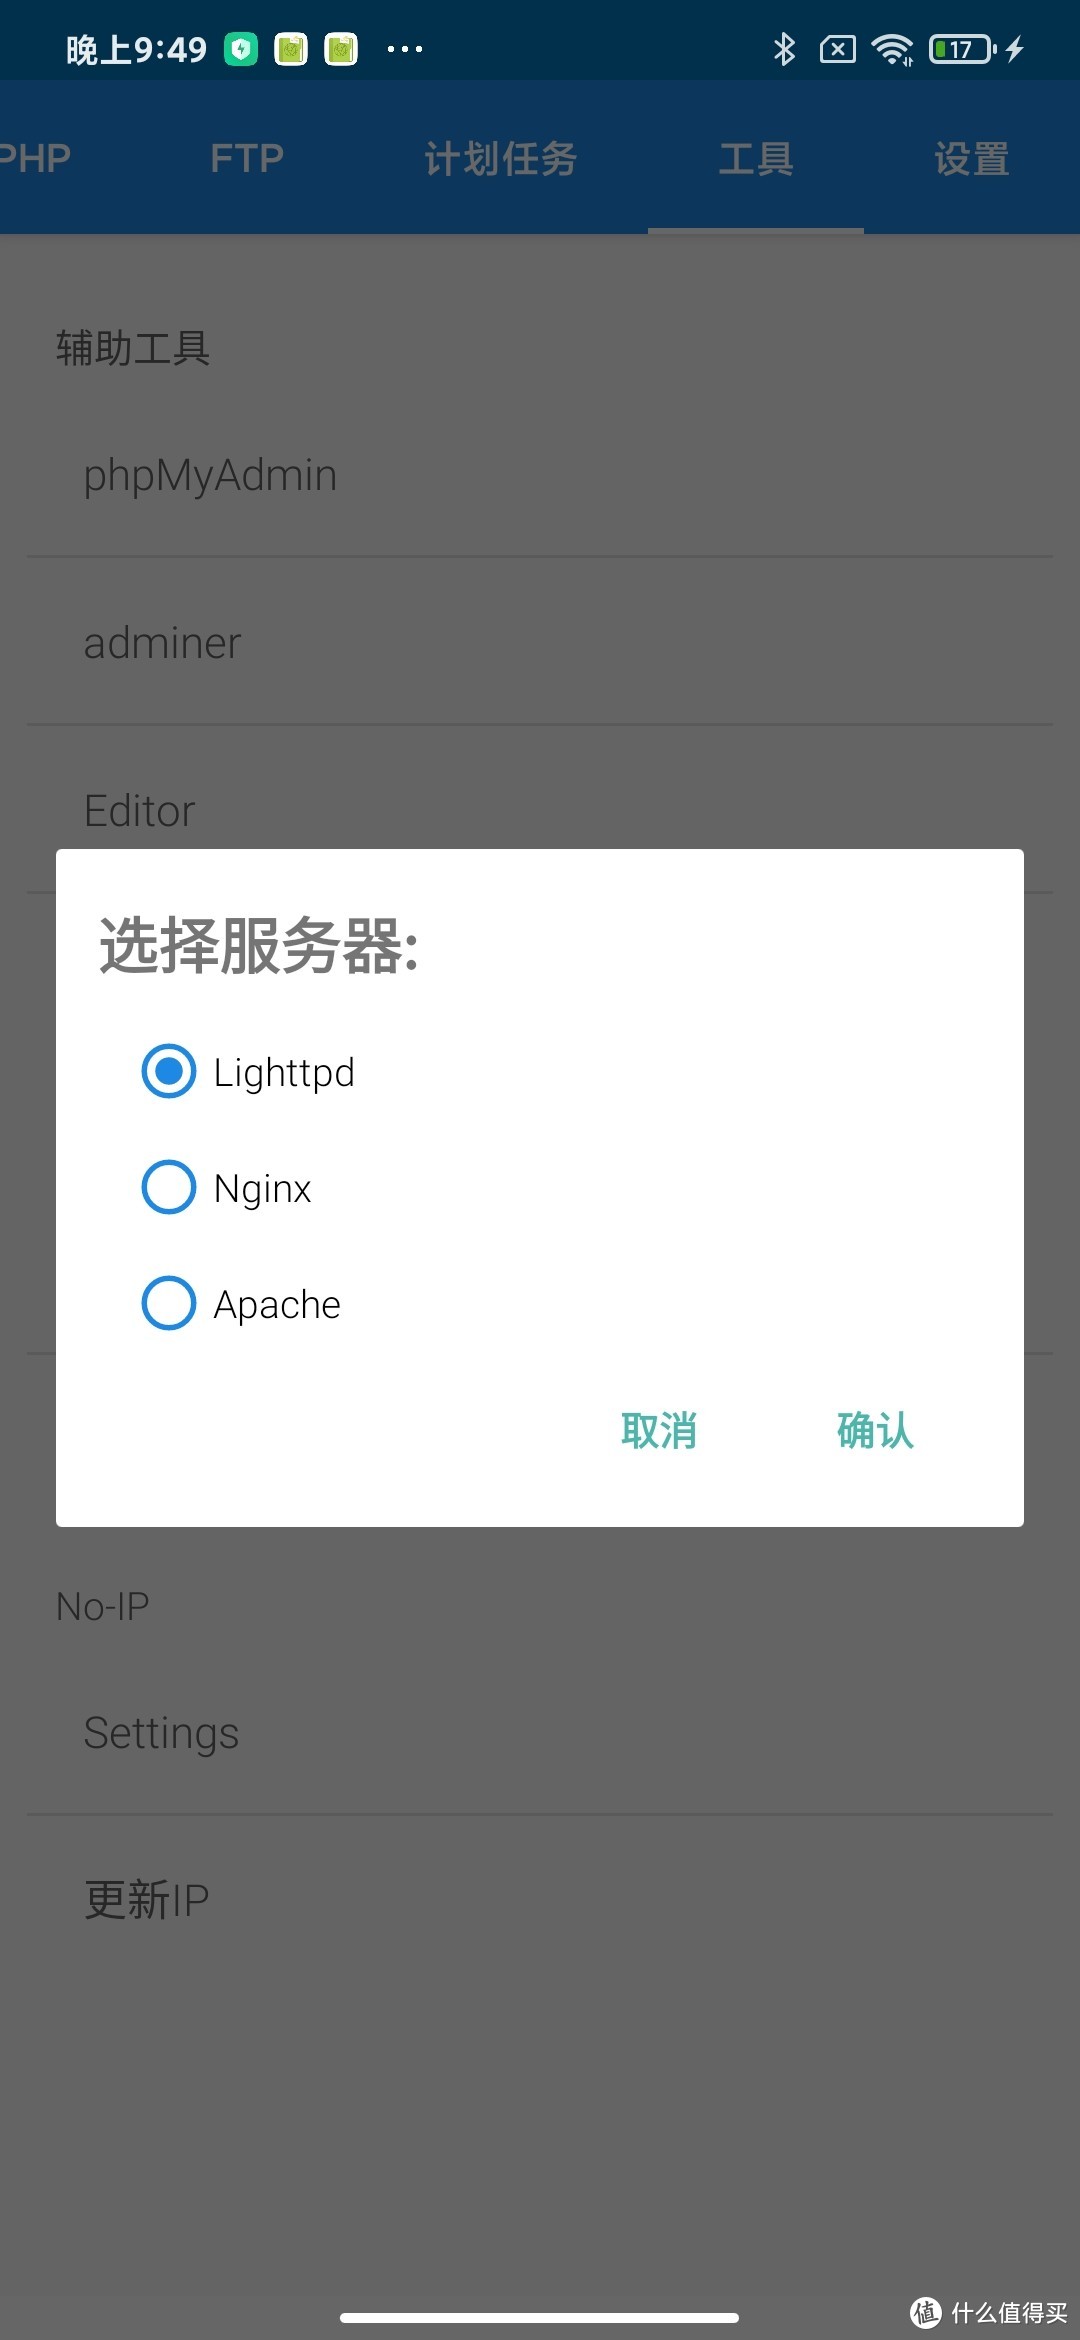 晚上9:49
17
PHP FTP 计划任务 工具 设置
辅助工具
phpMyAdmin
adminer
Editor
选择服务器:
Lighttpd
Nginx
Apache
取消 确认
No-IP
Settings
更新IP
值 什么值得买